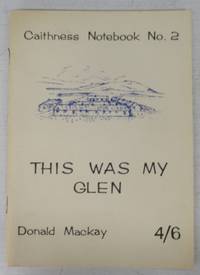 Caithness Notebook No. 2
THIS WAS MY
GLEN
Donald Mackay 4/6